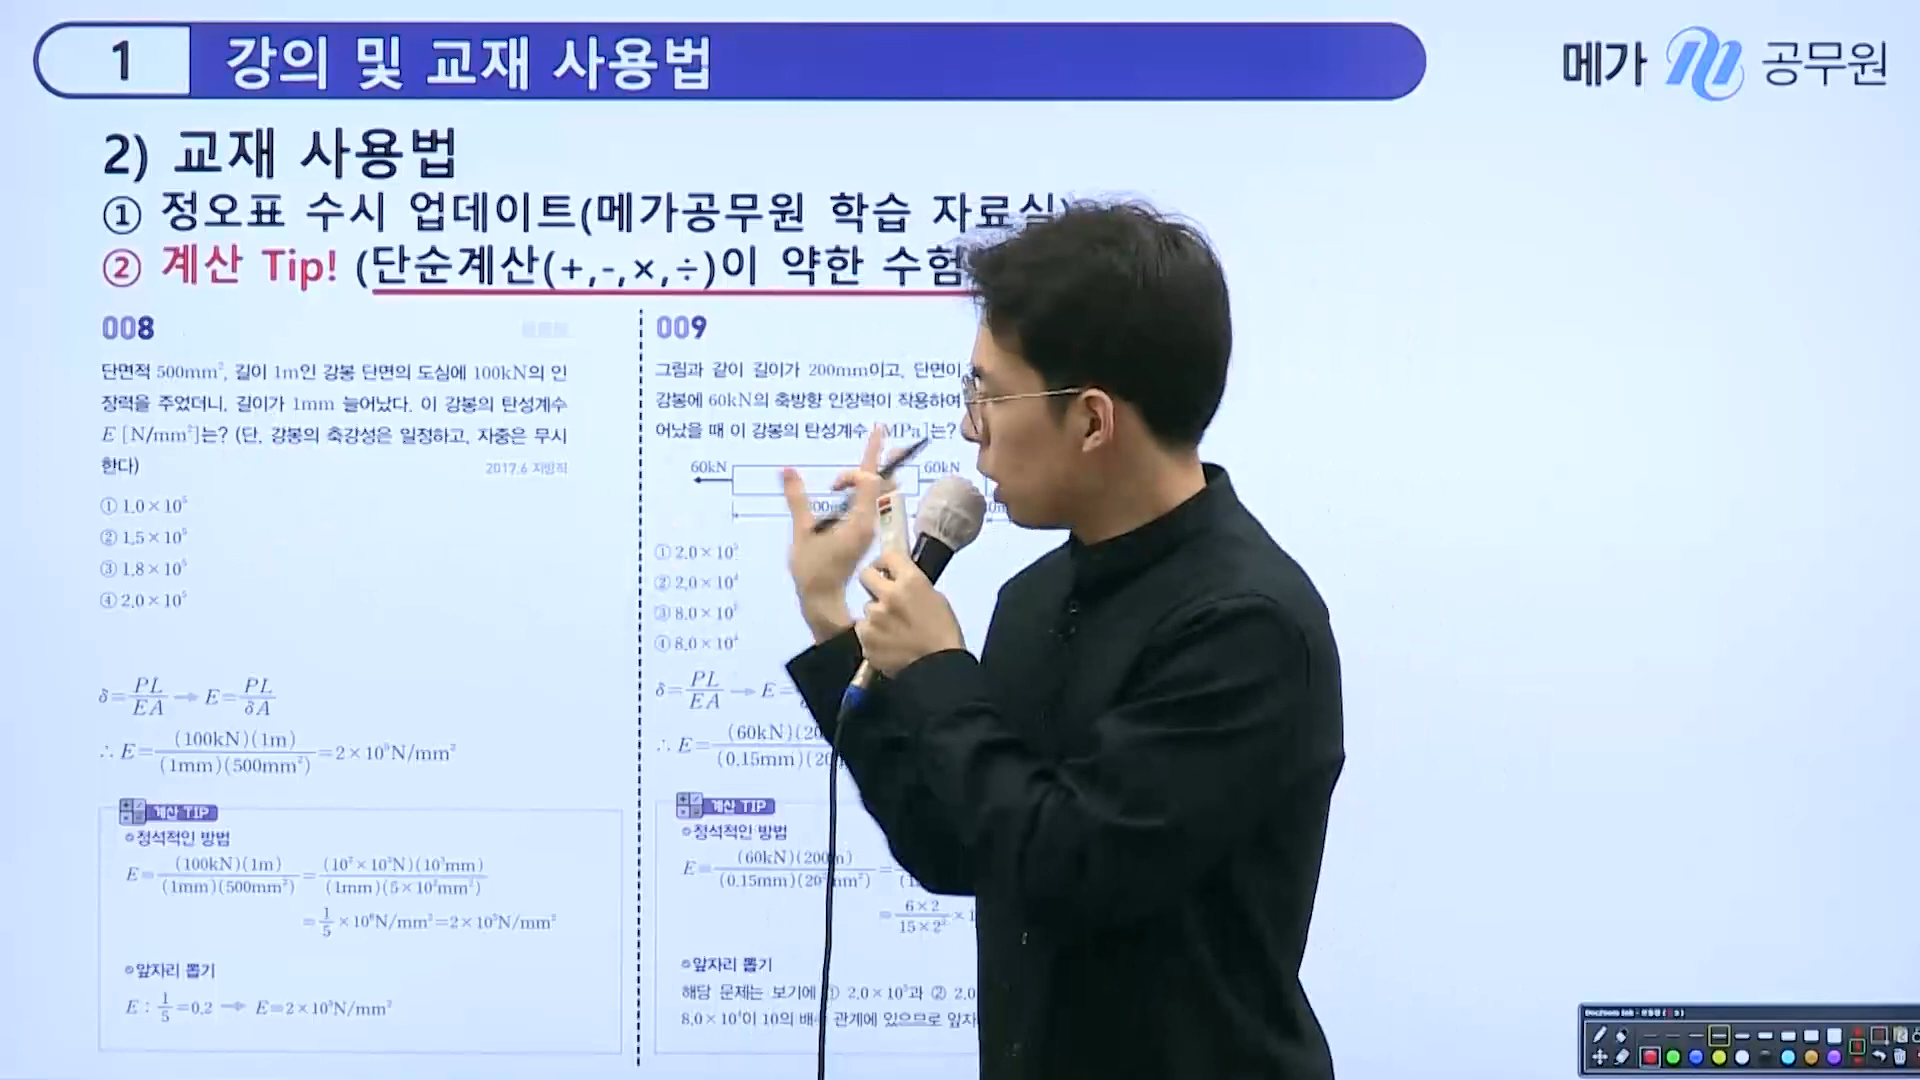 1 강의 및 교재 사용법
메가 공무원
2) 교재 사용법
① 정오표 수시 업데이트(메가공무원 학습 자료실)
② 계산 Tip! (단순계산(+,-,×,÷)이 약한 수험
008
단면적 500mm², 길이 1m인 강봉 단면의 도심에 100kN의 인
장력을 주었더니, 길이가 1mm 늘어났다. 이 강봉의 탄성계수
E [N/mm²]는? (단, 강봉의 축강성은 일정하고, 자중은 무시
한다)
2017.6 지방직
① 1.0×10⁵
② 1.5×10⁵
③ 1.8×10⁵
④ 2.0×10⁵
δ=PL/EA → E=PL/δA
∴ E=(100kN)(1m)/(1mm)(500mm²)=2×10⁵N/mm²
계산 TIP
정석적인 방법
E=(100kN)(1m)/(1mm)(500mm²)=(10²×10³N)(10³mm)/(1mm)(5×10²mm²)
=1/5×10⁶N/mm²=2×10⁵N/mm²
앞자리 뽑기
E : 1/5=0.2 → E=2×10⁵N/mm²
009
그림과 같이 길이가 200mm이고, 단면이
강봉에 60kN의 축방향 인장력이 작용하여
어났을 때 이 강봉의 탄성계수 [MPa]는?
60kN 60kN
① 2.0×10⁵
② 2.0×10⁴
③ 8.0×10⁵
④ 8.0×10⁴
δ=PL/EA → E=
∴ E=(60kN)(20/(0.15mm)(20
계산 TIP
정석적인 방법
E=(60kN)(200m)/(0.15mm)(20²mm²)=
=6×2/15×2²×1
앞자리 뽑기
해당 문제는 보기에 ① 2.0×10⁵과 ② 2.0
8.0×10⁴이 10의 배수 관계에 있으므로 앞자